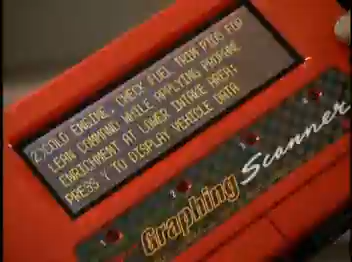 2)COLD ENGINE, CHECK FUEL TRIM PIDS FOR
LEAN COMMAND WHILE APPLYING PROPANE
ENRICHMENT AT LOWER INTAKE AREA;
PRESS Y TO DISPLAY VEHICLE DATA
Graphing Scanner